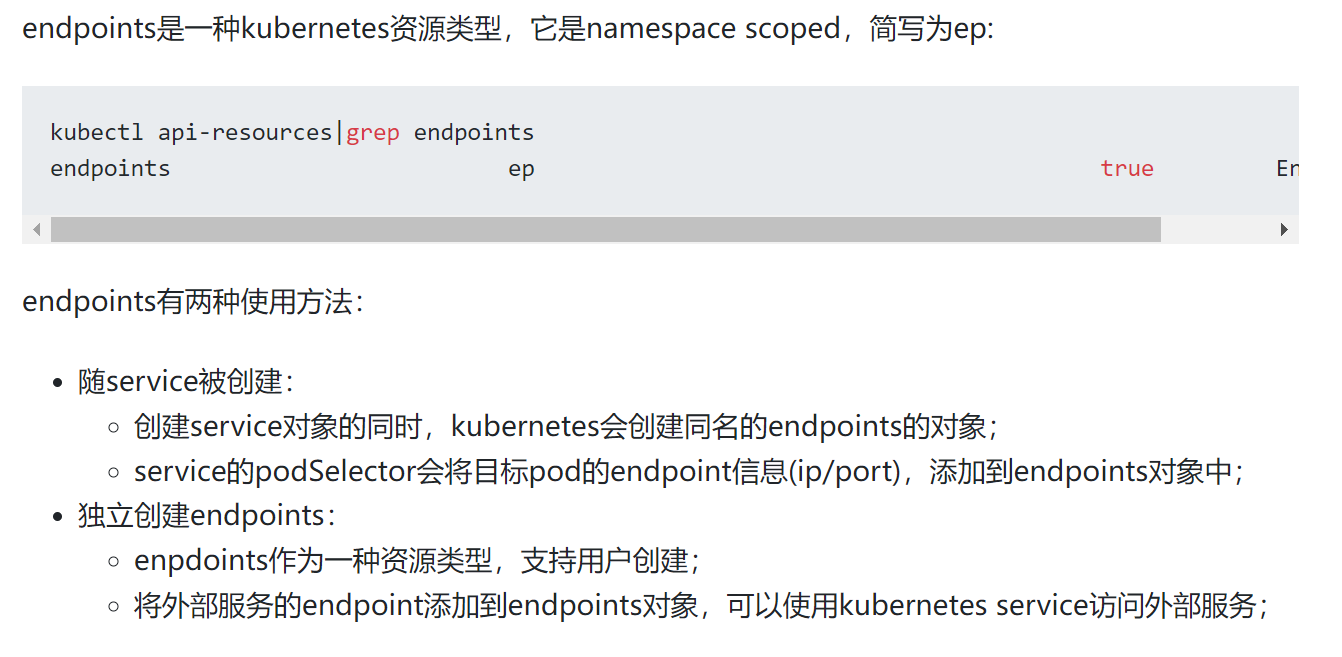 endpoints是一种kubernetes资源类型，它是namespace scoped，简写为ep:
kubectl api-resources|grep endpoints
endpoints ep true En
endpoints有两种使用方法：
随service被创建：
创建service对象的同时，kubernetes会创建同名的endpoints的对象；
service的podSelector会将目标pod的endpoint信息(ip/port)，添加到endpoints对象中；
独立创建endpoints：
enpdoints作为一种资源类型，支持用户创建；
将外部服务的endpoint添加到endpoints对象，可以使用kubernetes service访问外部服务；